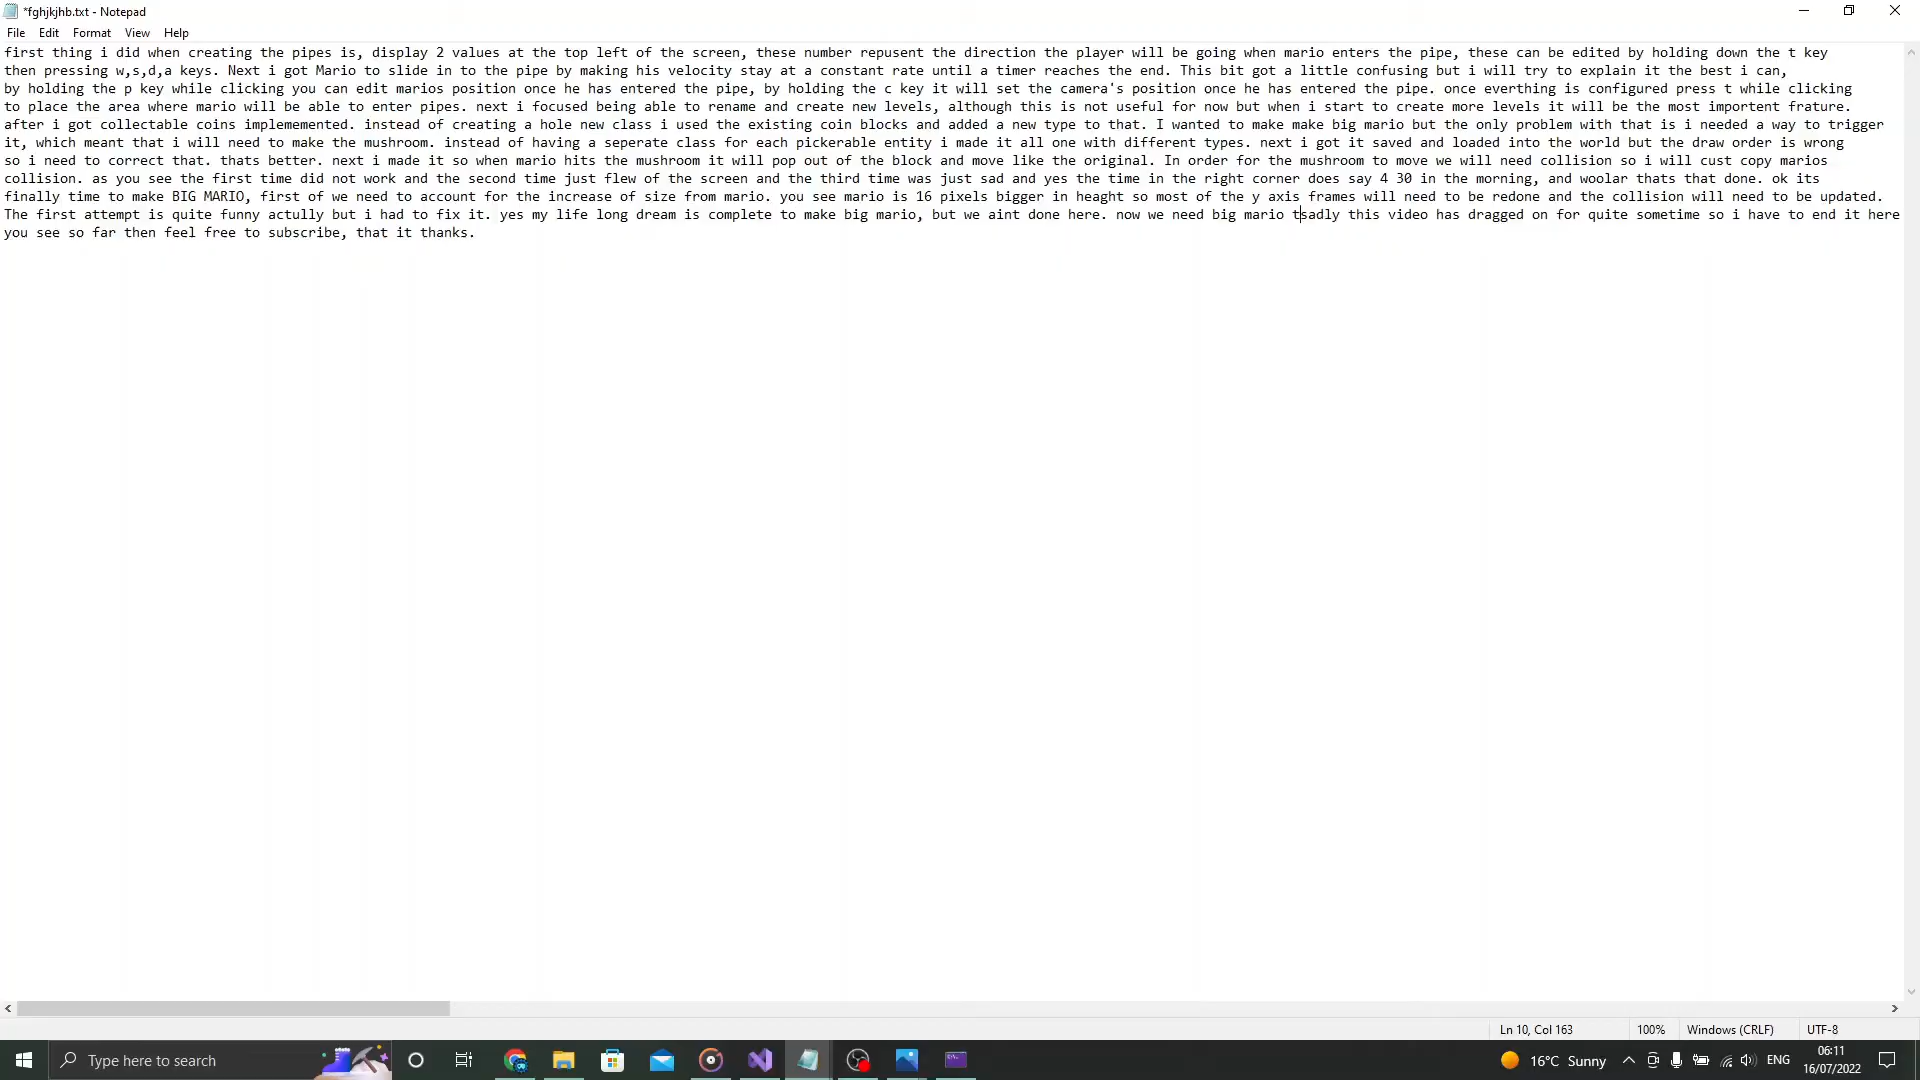 *fghjkjhb.txt - Notepad
File Edit Format View Help
first thing i did when creating the pipes is, display 2 values at the top left of the screen, these number repusent the direction the player will be going when mario enters the pipe, these can be edited by holding down the t key
then pressing w,s,d,a keys. Next i got Mario to slide in to the pipe by making his velocity stay at a constant rate until a timer reaches the end. This bit got a little confusing but i will try to explain it the best i can,
by holding the p key while clicking you can edit marios position once he has entered the pipe, by holding the c key it will set the camera's position once he has entered the pipe. once everthing is configured press t while clicking
to place the area where mario will be able to enter pipes. next i focused being able to rename and create new levels, although this is not useful for now but when i start to create more levels it will be the most importent frature.
after i got collectable coins implememented. instead of creating a hole new class i used the existing coin blocks and added a new type to that. I wanted to make make big mario but the only problem with that is i needed a way to trigger
it, which meant that i will need to make the mushroom. instead of having a seperate class for each pickerable entity i made it all one with different types. next i got it saved and loaded into the world but the draw order is wrong
so i need to correct that. thats better. next i made it so when mario hits the mushroom it will pop out of the block and move like the original. In order for the mushroom to move we will need collision so i will cust copy marios
collision. as you see the first time did not work and the second time just flew of the screen and the third time was just sad and yes the time in the right corner does say 4 30 in the morning, and woolar thats that done. ok its
finally time to make BIG MARIO, first of we need to account for the increase of size from mario. you see mario is 16 pixels bigger in heaght so most of the y axis frames will need to be redone and the collision will need to be updated.
The first attempt is quite funny actully but i had to fix it. yes my life long dream is complete to make big mario, but we aint done here. now we need big mario tsadly this video has dragged on for quite sometime so i have to end it here
you see so far then feel free to subscribe, that it thanks.
Ln 10, Col 163 100% Windows (CRLF) UTF-8
Type here to search 16°C Sunny ENG 06:11
16/07/2022